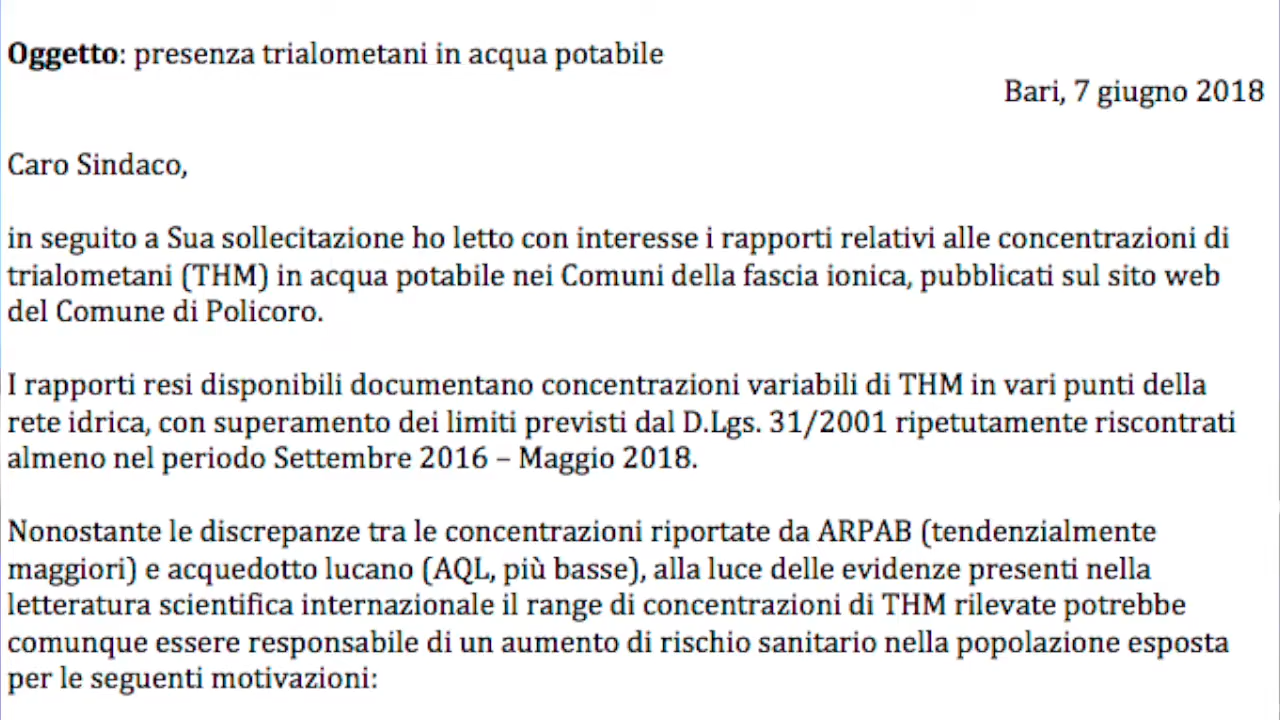 Oggetto: presenza trialometani in acqua potabile
Bari, 7 giugno 2018
Caro Sindaco,
in seguito a Sua sollecitazione ho letto con interesse i rapporti relativi alle concentrazioni di
trialometani (THM) in acqua potabile nei Comuni della fascia ionica, pubblicati sul sito web
del Comune di Policoro.
I rapporti resi disponibili documentano concentrazioni variabili di THM in vari punti della
rete idrica, con superamento dei limiti previsti dal D.Lgs. 31/2001 ripetutamente riscontrati
almeno nel periodo Settembre 2016 – Maggio 2018.
Nonostante le discrepanze tra le concentrazioni riportate da ARPAB (tendenzialmente
maggiori) e acquedotto lucano (AQL, più basse), alla luce delle evidenze presenti nella
letteratura scientifica internazionale il range di concentrazioni di THM rilevate potrebbe
comunque essere responsabile di un aumento di rischio sanitario nella popolazione esposta
per le seguenti motivazioni: